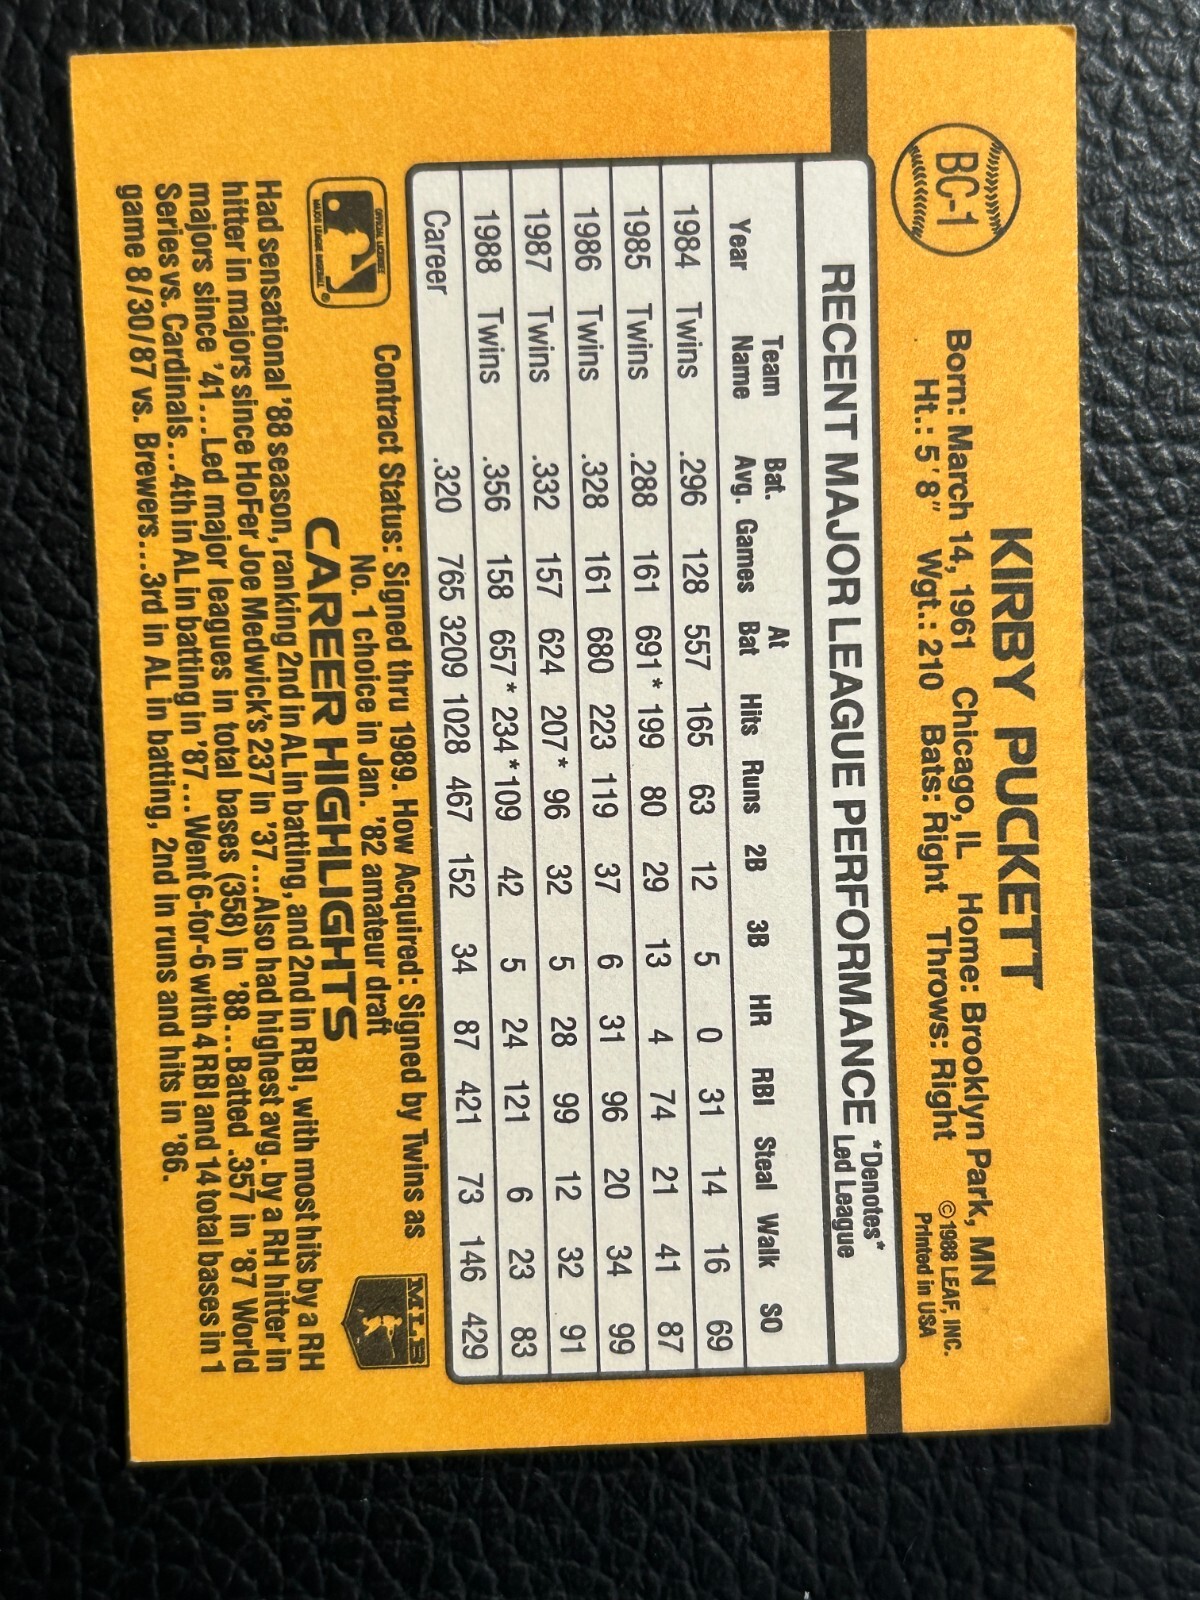 BC-1
KIRBY PUCKETT
Born: March 14, 1961 Chicago, IL Home: Brooklyn Park, MN
Ht.: 5'8" Wgt.: 210 Bats: Right Throws: Right
©1988 LEAF, INC.
Printed in USA
RECENT MAJOR LEAGUE PERFORMANCE *Denotes* Led League
Year Team Name Bat. Avg. Games At Bat Hits Runs 2B 3B HR RBI Steal Walk SO
1984 Twins .296 128 557 165 63 12 5 0 31 14 16 69
1985 Twins .288 161 691* 199 80 29 13 4 74 21 41 87
1986 Twins .328 161 680 223 119 37 6 31 96 20 34 99
1987 Twins .332 157 624 207* 96 32 5 28 99 12 32 91
1988 Twins .356 158 657* 234* 109 42 5 24 121 6 23 83
Career .320 765 3209 1028 467 152 34 87 421 73 146 429
OFFICIAL LICENSEE
MAJOR LEAGUE BASEBALL ®
Contract Status: Signed thru 1989. How Acquired: Signed by Twins as
No. 1 choice in Jan. '82 amateur draft
MLB
CAREER HIGHLIGHTS
Had sensational '88 season, ranking 2nd in AL in batting, and 2nd in RBI, with most hits by a RH
hitter in majors since HoFer Joe Medwick's 237 in '37...Also had highest avg. by a RH hitter in
majors since '41...Led major leagues in total bases (358) in '88...Batted .357 in '87 World
Series vs. Cardinals...4th in AL in batting in '87...Went 6-for-6 with 4 RBI and 14 total bases in 1
game 8/30/87 vs. Brewers...3rd in AL in batting, 2nd in runs and hits in '86.